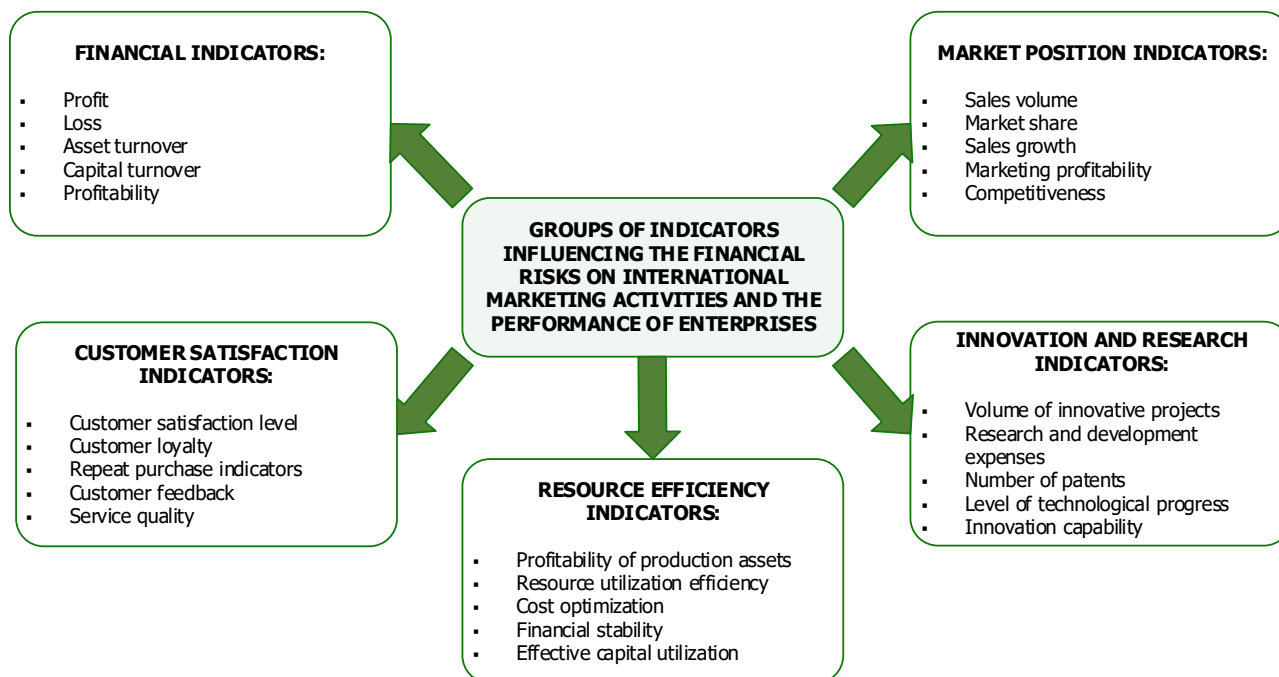 FINANCIAL INDICATORS:
▪ Profit
▪ Loss
▪ Asset turnover
▪ Capital turnover
▪ Profitability
MARKET POSITION INDICATORS:
▪ Sales volume
▪ Market share
▪ Sales growth
▪ Marketing profitability
▪ Competitiveness
GROUPS OF INDICATORS
INFLUENCING THE FINANCIAL
RISKS ON INTERNATIONAL
MARKETING ACTIVITIES AND THE
PERFORMANCE OF ENTERPRISES
CUSTOMER SATISFACTION
INDICATORS:
▪ Customer satisfaction level
▪ Customer loyalty
▪ Repeat purchase indicators
▪ Customer feedback
▪ Service quality
RESOURCE EFFICIENCY
INDICATORS:
▪ Profitability of production assets
▪ Resource utilization efficiency
▪ Cost optimization
▪ Financial stability
▪ Effective capital utilization
INNOVATION AND RESEARCH
INDICATORS:
▪ Volume of innovative projects
▪ Research and development
expenses
▪ Number of patents
▪ Level of technological progress
▪ Innovation capability